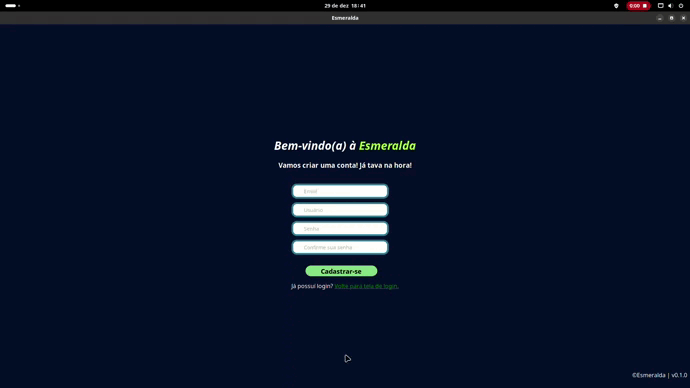 29 de dez 18:41
0:00
Esmeralda
Bem-vindo(a) à Esmeralda
Vamos criar uma conta! Já tava na hora!
Email
Usuário
Senha
Confirme sua senha
Cadastrar-se
Já possui login? Volte para tela de login.
©Esmeralda | v0.1.0